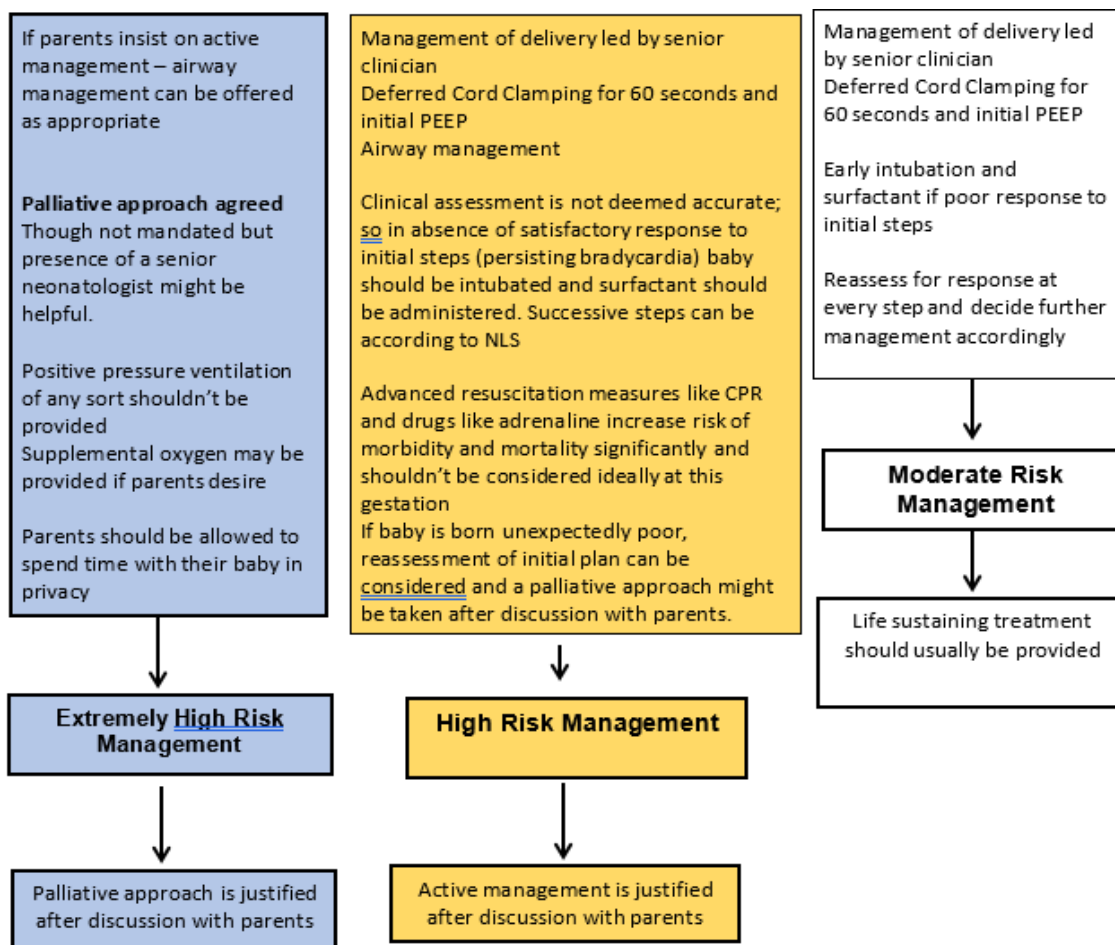 If parents insist on active
management – airway
management can be offered
as appropriate
Palliative approach agreed
Though not mandated but
presence of a senior
neonatologist might be
helpful.
Positive pressure ventilation
of any sort shouldn't be
provided
Supplemental oxygen may be
provided if parents desire
Parents should be allowed to
spend time with their baby in
privacy
Extremely High Risk
Management
Palliative approach is justified
after discussion with parents
Management of delivery led by senior
clinician
Deferred Cord Clamping for 60 seconds and
initial PEEP
Airway management
Clinical assessment is not deemed accurate;
so in absence of satisfactory response to
initial steps (persisting bradycardia) baby
should be intubated and surfactant should
be administered. Successive steps can be
according to NLS
Advanced resuscitation measures like CPR
and drugs like adrenaline increase risk of
morbidity and mortality significantly and
shouldn't be considered ideally at this
gestation
If baby is born unexpectedly poor,
reassessment of initial plan can be
considered and a palliative approach might
be taken after discussion with parents.
High Risk Management
Active management is justified
after discussion with parents
Management of delivery led
by senior clinician
Deferred Cord Clamping for
60 seconds and initial PEEP
Early intubation and
surfactant if poor response to
initial steps
Reassess for response at
every step and decide further
management accordingly
Moderate Risk
Management
Life sustaining treatment
should usually be provided